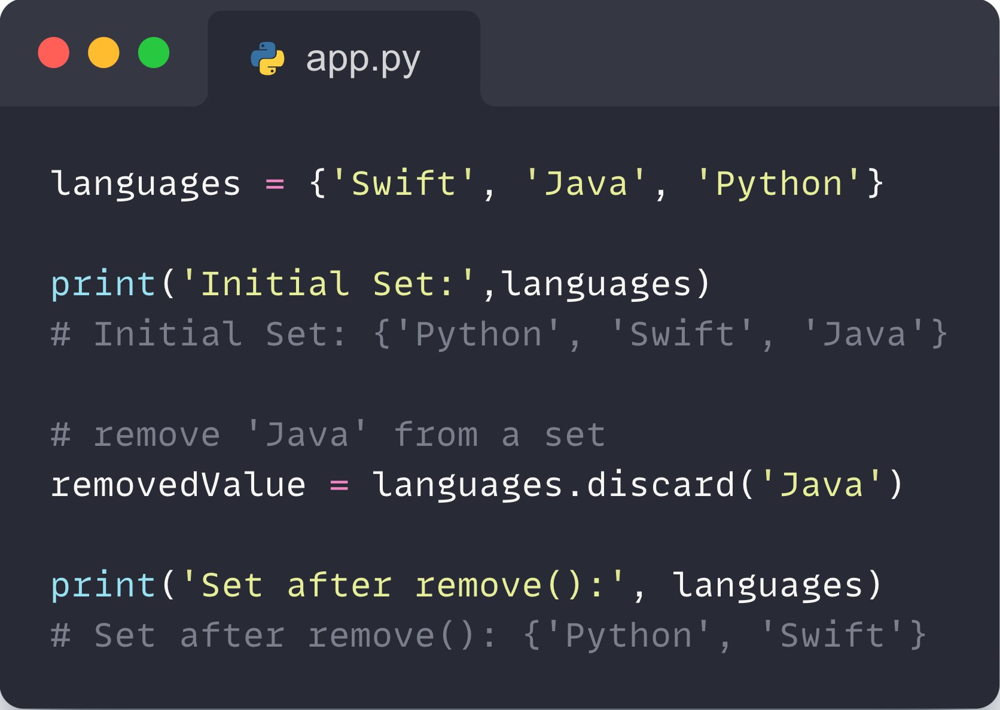 app.py
languages = {'Swift', 'Java', 'Python'}
print('Initial Set:',languages)
# Initial Set: {'Python', 'Swift', 'Java'}
# remove 'Java' from a set
removedValue = languages.discard('Java')
print('Set after remove():', languages)
# Set after remove(): {'Python', 'Swift'}